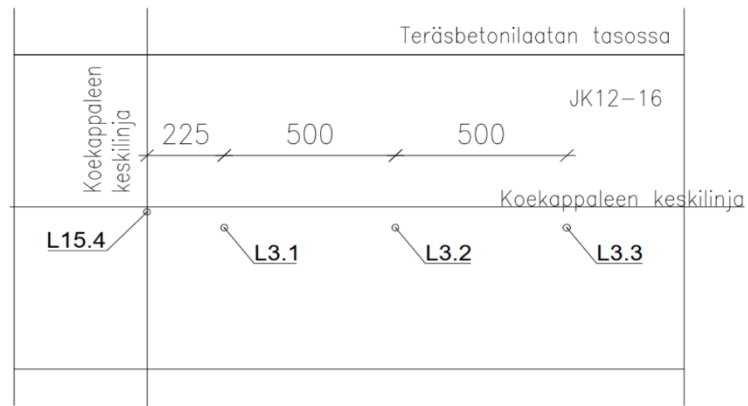 Teräsbetonilaatan tasossa
Koekappaleen
keskilinja
JK12-16
225
500
500
Koekappaleen keskilinja
L15.4
L3.1
L3.2
L3.3